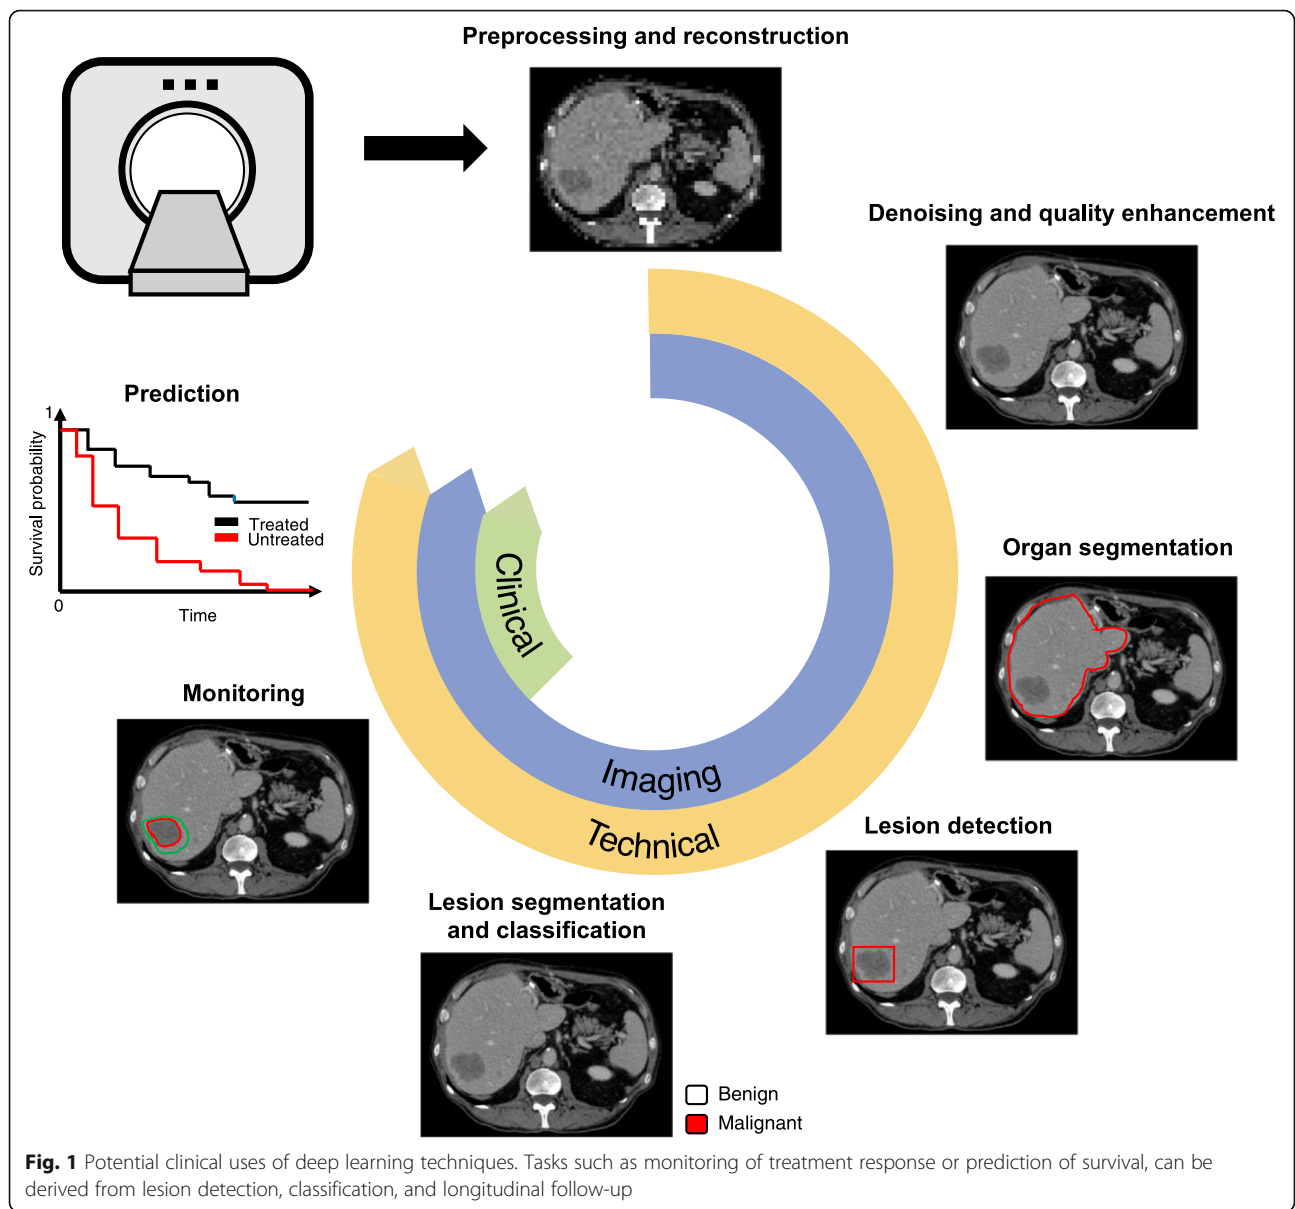 Preprocessing and reconstruction
Denoising and quality enhancement
Prediction
1
Survival probability
Treated
Untreated
0
Time
Organ segmentation
Clinical
Monitoring
Imaging
Technical
Lesion detection
Lesion segmentation
and classification
Benign
Malignant
Fig. 1 Potential clinical uses of deep learning techniques. Tasks such as monitoring of treatment response or prediction of survival, can be
derived from lesion detection, classification, and longitudinal follow-up